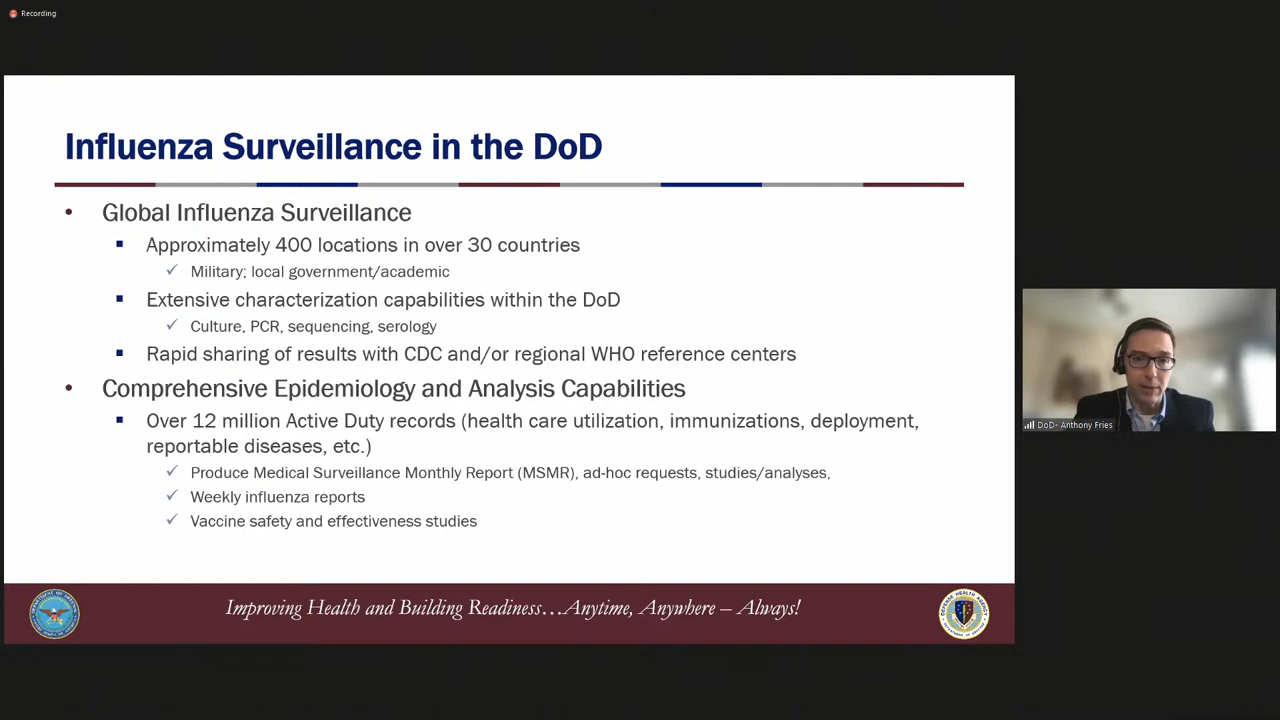 Recording
Influenza Surveillance in the DoD
• Global Influenza Surveillance
▪ Approximately 400 locations in over 30 countries
✓ Military; local government/academic
▪ Extensive characterization capabilities within the DoD
✓ Culture, PCR, sequencing, serology
▪ Rapid sharing of results with CDC and/or regional WHO reference centers
• Comprehensive Epidemiology and Analysis Capabilities
▪ Over 12 million Active Duty records (health care utilization, immunizations, deployment,
reportable diseases, etc.)
✓ Produce Medical Surveillance Monthly Report (MSMR), ad-hoc requests, studies/analyses,
✓ Weekly influenza reports
✓ Vaccine safety and effectiveness studies
DoD- Anthony Fries
Improving Health and Building Readiness…Anytime, Anywhere – Always!
DEFENSE HEALTH AGENCY